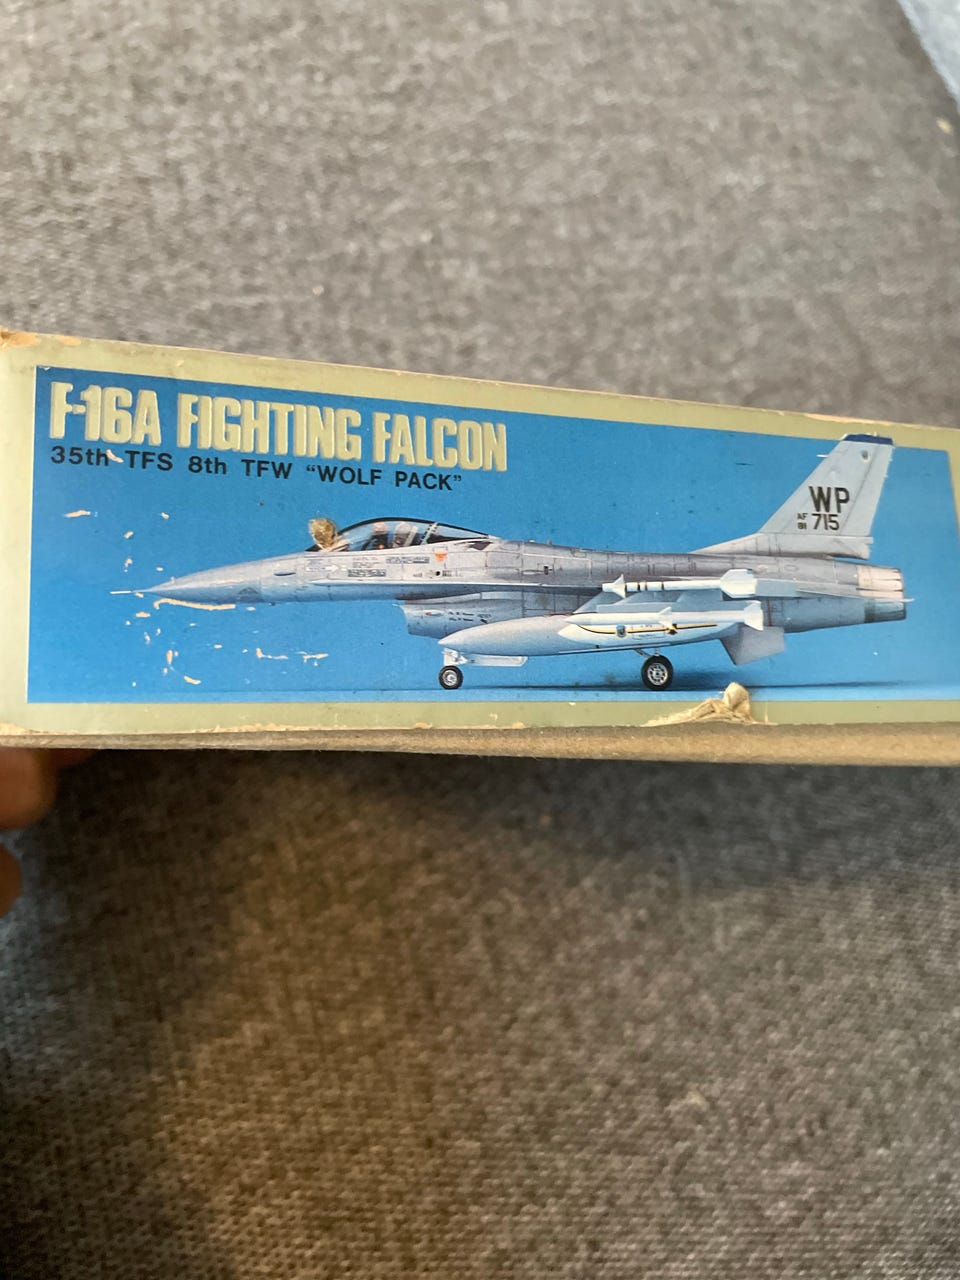 F-16A FIGHTING FALCON
35th TFS 8th TFW “WOLF PACK”
WP
AF
81 715